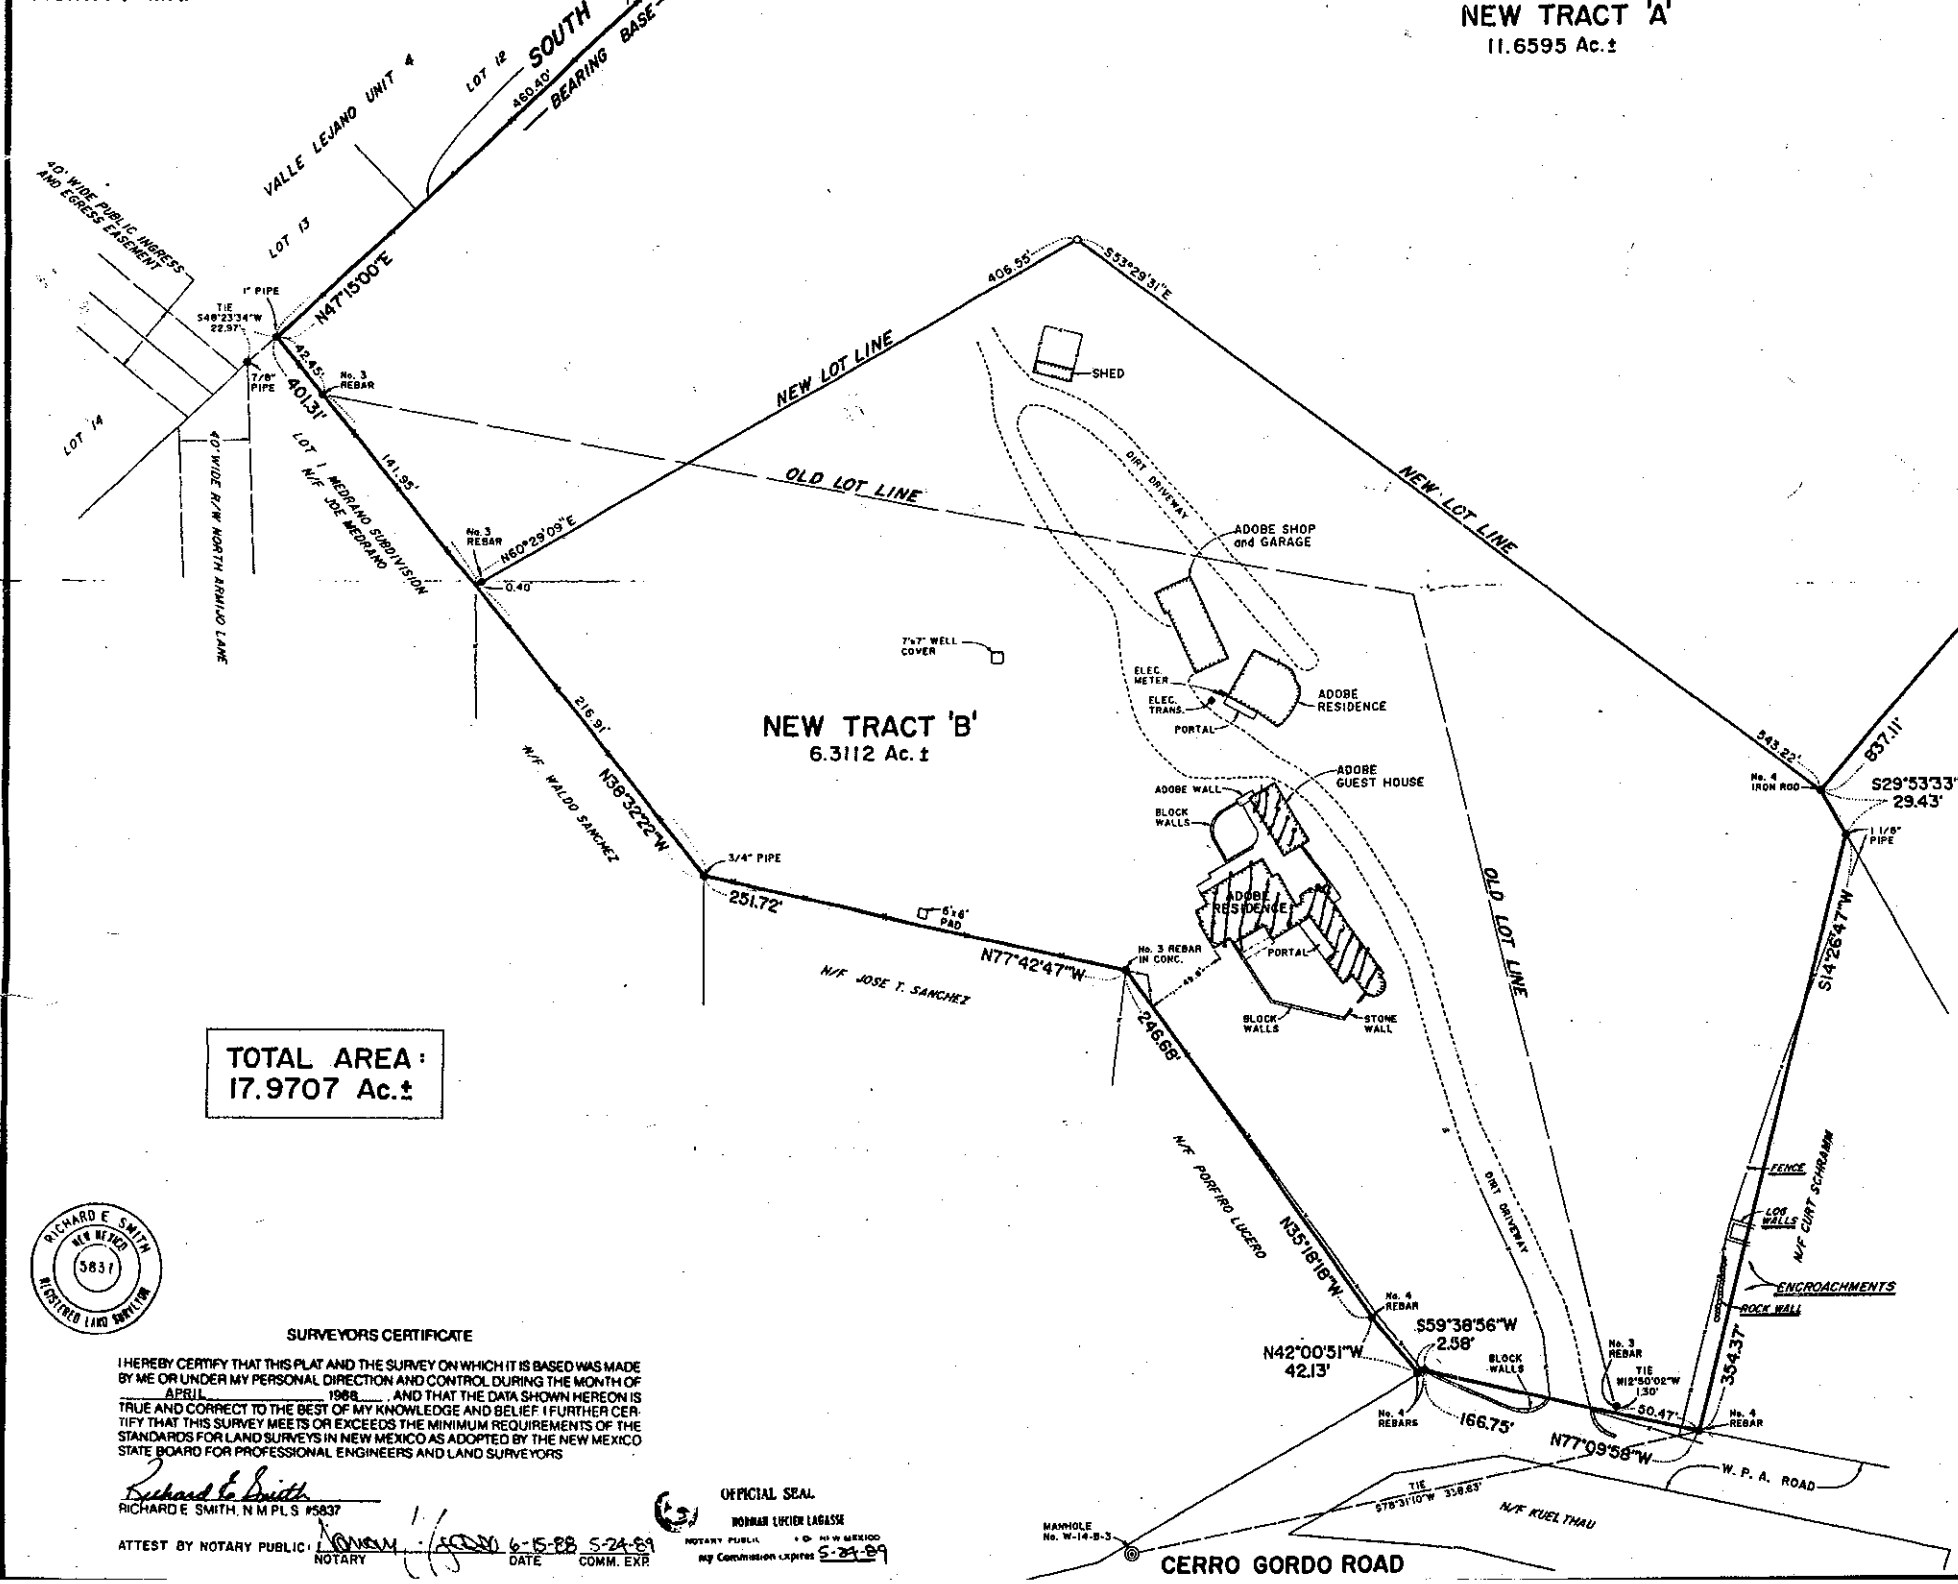 NEW TRACT 'A'
11.6595 Ac.±
SOUTH
460.40'
BEARING BASE
LOT 12
VALLE LEJANO UNIT 4
LOT 13
40' WIDE PUBLIC INGRESS
AND EGRESS EASEMENT
1" PIPE
N47°15'00"E
TIE
S48°23'34"W
22.97'
7/8"
PIPE
42.45'
401.31'
No. 3
REBAR
LOT 14
40' WIDE R/W NORTH ARMIJO LANE
LOT 1 MEDRANO SUBDIVISION
N/F JOE MEDRANO
141.95'
No. 3
REBAR
N60°29'09"E
0.40'
NEW LOT LINE
406.55'
S53°29'31"E
SHED
OLD LOT LINE
DIRT DRIVEWAY
NEW LOT LINE
ADOBE SHOP
and GARAGE
7'x7' WELL
COVER
ELEC.
METER
ELEC.
TRANS.
PORTAL
ADOBE
RESIDENCE
NEW TRACT 'B'
6.3112 Ac.±
216.91'
N/F WALDO SANCHEZ
N38°32'22"W
3/4" PIPE
251.72'
6'x6'
PAD
N77°42'47"W
N/F JOSE T. SANCHEZ
No. 3 REBAR
IN CONC.
ADOBE WALL
BLOCK
WALLS
ADOBE
GUEST HOUSE
ADOBE
RESIDENCE
PORTAL
BLOCK
WALLS
STONE
WALL
OLD LOT LINE
543.22'
837.11'
No. 4
IRON ROD
S29°53'33"
29.43'
1 1/8"
PIPE
S14°26'47"W
246.68'
TOTAL AREA:
17.9707 Ac.±
N/F PORFIRO LUCERO
N35°18'18"W
DIRT DRIVEWAY
FENCE
LOG
WALLS
N/F CURT SCHRAMM
ENCROACHMENTS
ROCK WALL
354.37'
No. 4
REBAR
N42°00'51"W
42.13'
S59°38'56"W
2.58'
BLOCK
WALLS
No. 3
REBAR
TIE
N12°50'02"W
1.30'
50.47'
No. 4
REBAR
No. 4
REBARS
166.75'
N77°09'58"W
W. P. A. ROAD
TIE
S78°31'10"W 358.63'
N/F KUELTHAU
MANHOLE
No. W-14-B-3
CERRO GORDO ROAD
RICHARD E SMITH
NEW MEXICO
5837
REGISTERED LAND SURVEYOR
SURVEYORS CERTIFICATE
I HEREBY CERTIFY THAT THIS PLAT AND THE SURVEY ON WHICH IT IS BASED WAS MADE
BY ME OR UNDER MY PERSONAL DIRECTION AND CONTROL DURING THE MONTH OF
APRIL 1988 AND THAT THE DATA SHOWN HEREON IS
TRUE AND CORRECT TO THE BEST OF MY KNOWLEDGE AND BELIEF. I FURTHER CER-
TIFY THAT THIS SURVEY MEETS OR EXCEEDS THE MINIMUM REQUIREMENTS OF THE
STANDARDS FOR LAND SURVEYS IN NEW MEXICO AS ADOPTED BY THE NEW MEXICO
STATE BOARD FOR PROFESSIONAL ENGINEERS AND LAND SURVEYORS
Richard E Smith
RICHARD E. SMITH, N M P L S #5837
ATTEST BY NOTARY PUBLIC: 6-15-88 5-24-89
NOTARY DATE COMM. EXP.
OFFICIAL SEAL
NORMAN LUCIER LAGASSE
NOTARY PUBLIC NEW MEXICO
My Commission expires 5-24-89